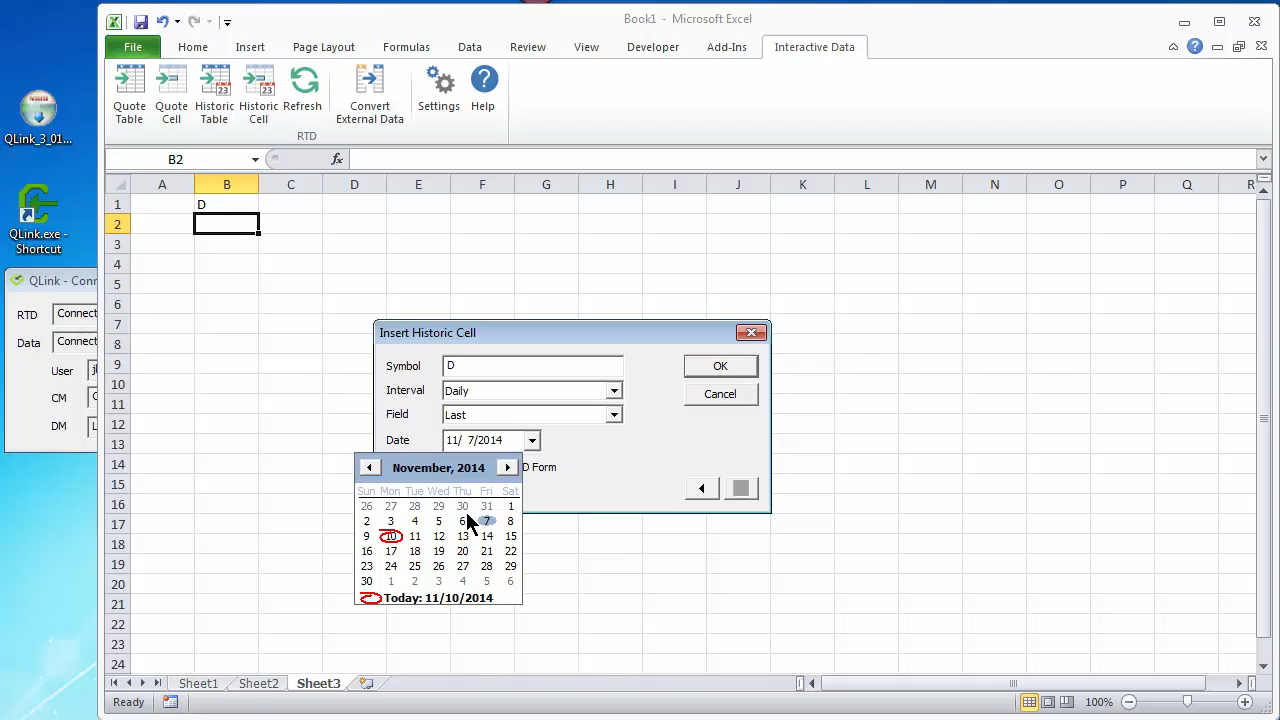 Book1 - Microsoft Excel
File Home Insert Page Layout Formulas Data Review View Developer Add-Ins Interactive Data
Quote Table
Quote Cell
Historic Table
Historic Cell
Refresh
Convert External Data
Settings
Help
RTD
QLink_3_01...
QLink.exe - Shortcut
B2 fx
A B C D E F G H I J K L M N O P Q R
1 D
2
3
4
5
6
7
8
9
10
11
12
13
14
15
16
17
18
19
20
21
22
23
24
QLink - Conn
RTD Connect
Data Connect
User
CM
DM
Insert Historic Cell
Symbol D OK
Interval Daily
Cancel
Field Last
Date 11/ 7/2014
D Form
November, 2014
Sun Mon Tue Wed Thu Fri Sat
26 27 28 29 30 31 1
2 3 4 5 6 7 8
9 10 11 12 13 14 15
16 17 18 19 20 21 22
23 24 25 26 27 28 29
30 1 2 3 4 5 6
Today: 11/10/2014
Sheet1 Sheet2 Sheet3
Ready 100%